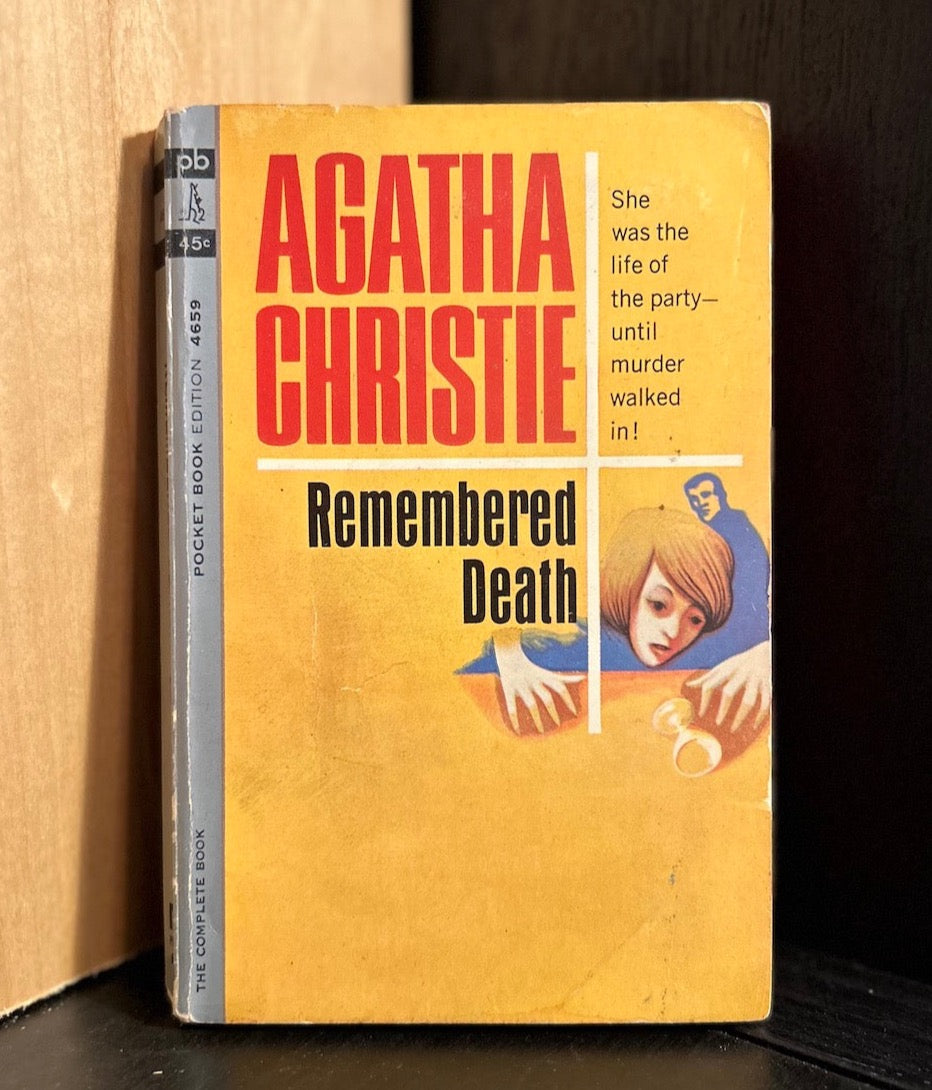 pb
45c
POCKET BOOK EDITION 4659
THE COMPLETE BOOK
AGATHA
CHRISTIE
She
was the
life of
the party—
until
murder
walked
in!
Remembered
Death